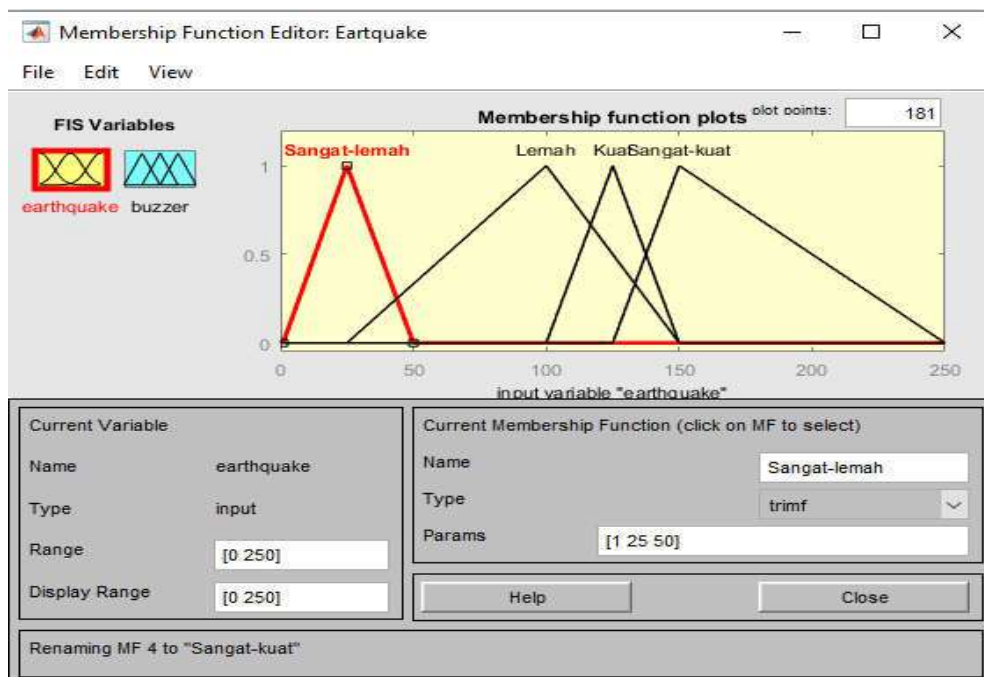 Membership Function Editor: Eartquake
File Edit View
FIS Variables
earthquake buzzer
Membership function plots plot points: 181
Sangat-lemah Lemah Kuat Sangat-kuat
1
0.5
0
0 50 100 150 200 250
input variable "earthquake"
Current Variable
Name earthquake
Type input
Range [0 250]
Display Range [0 250]
Current Membership Function (click on MF to select)
Name Sangat-lemah
Type trimf
Params [1 25 50]
Help Close
Renaming MF 4 to "Sangat-kuat"